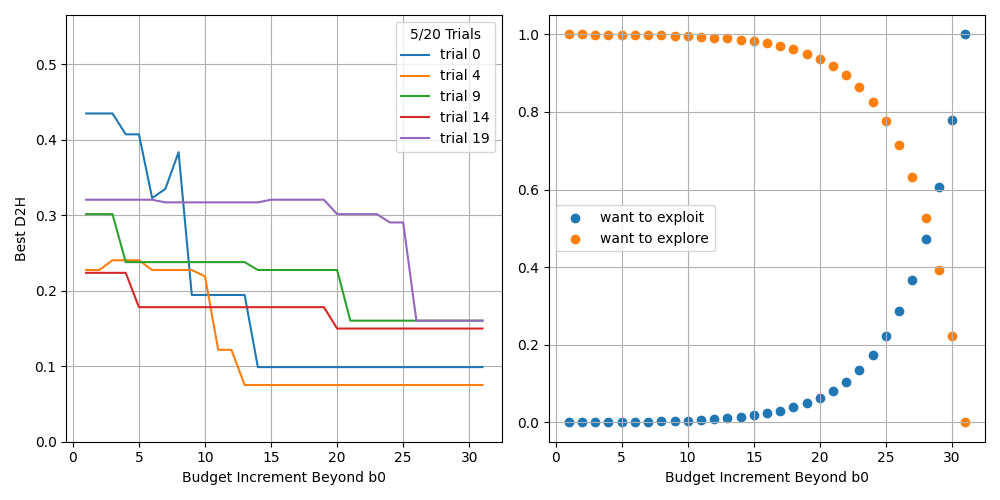 5/20 Trials
trial 0
trial 4
trial 9
trial 14
trial 19
0.5
0.4
0.3
0.2
0.1
0.0
Best D2H
0 5 10 15 20 25 30
Budget Increment Beyond b0
want to exploit
want to explore
1.0
0.8
0.6
0.4
0.2
0.0
0 5 10 15 20 25 30
Budget Increment Beyond b0